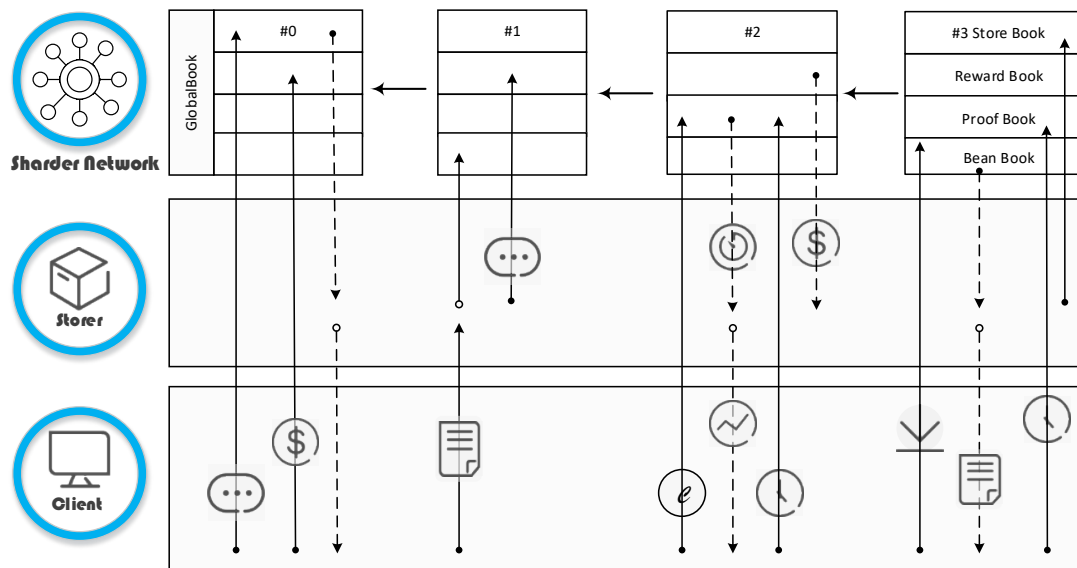 GlobalBook
#0
#1
#2
#3 Store Book
Reward Book
Proof Book
Bean Book
Sharder Network
$
Storer
$
Client
e